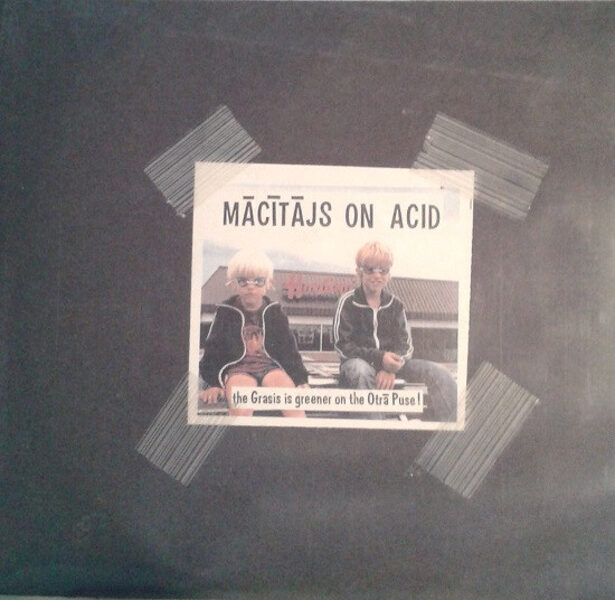 MĀCĪTĀJS ON ACID
the Grasis is greener on the Otrā Puse!